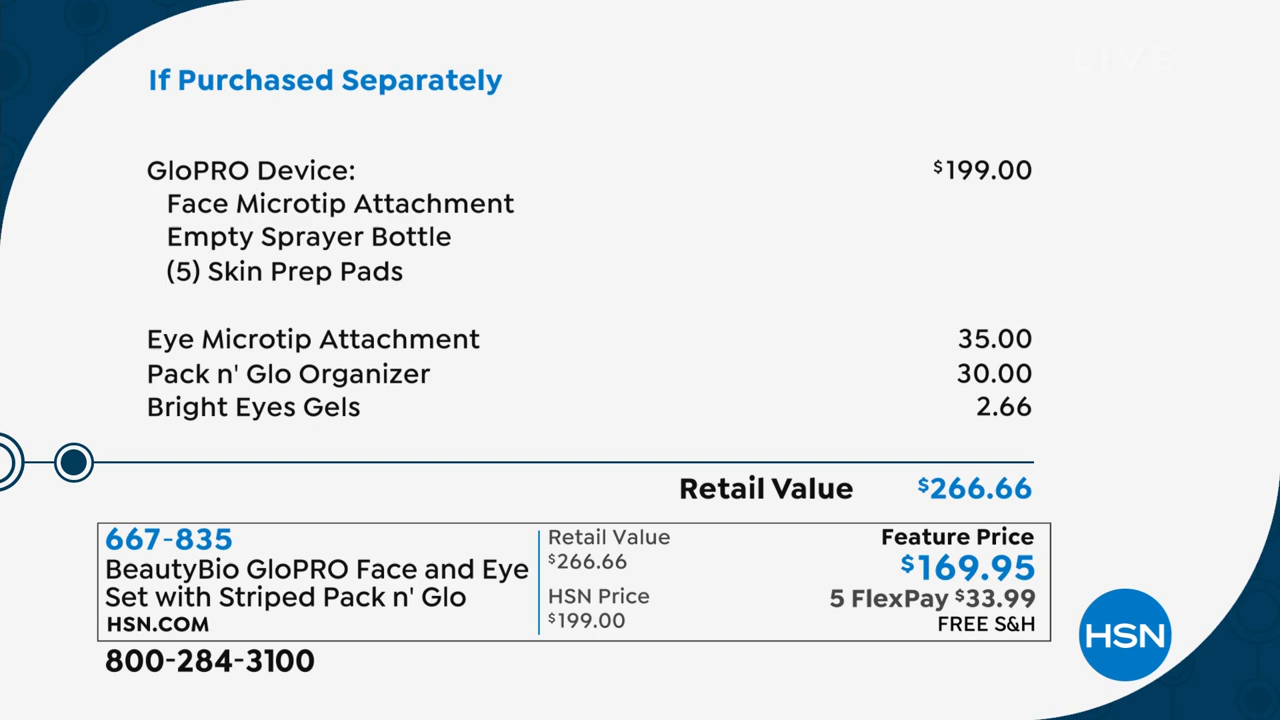 LIVE
If Purchased Separately
GloPRO Device: $199.00
Face Microtip Attachment
Empty Sprayer Bottle
(5) Skin Prep Pads
Eye Microtip Attachment 35.00
Pack n' Glo Organizer 30.00
Bright Eyes Gels 2.66
Retail Value $266.66
667-835
BeautyBio GloPRO Face and Eye
Set with Striped Pack n' Glo
HSN.COM
Retail Value
$266.66
HSN Price
$199.00
Feature Price
$169.95
5 FlexPay $33.99
FREE S&H
800-284-3100
HSN